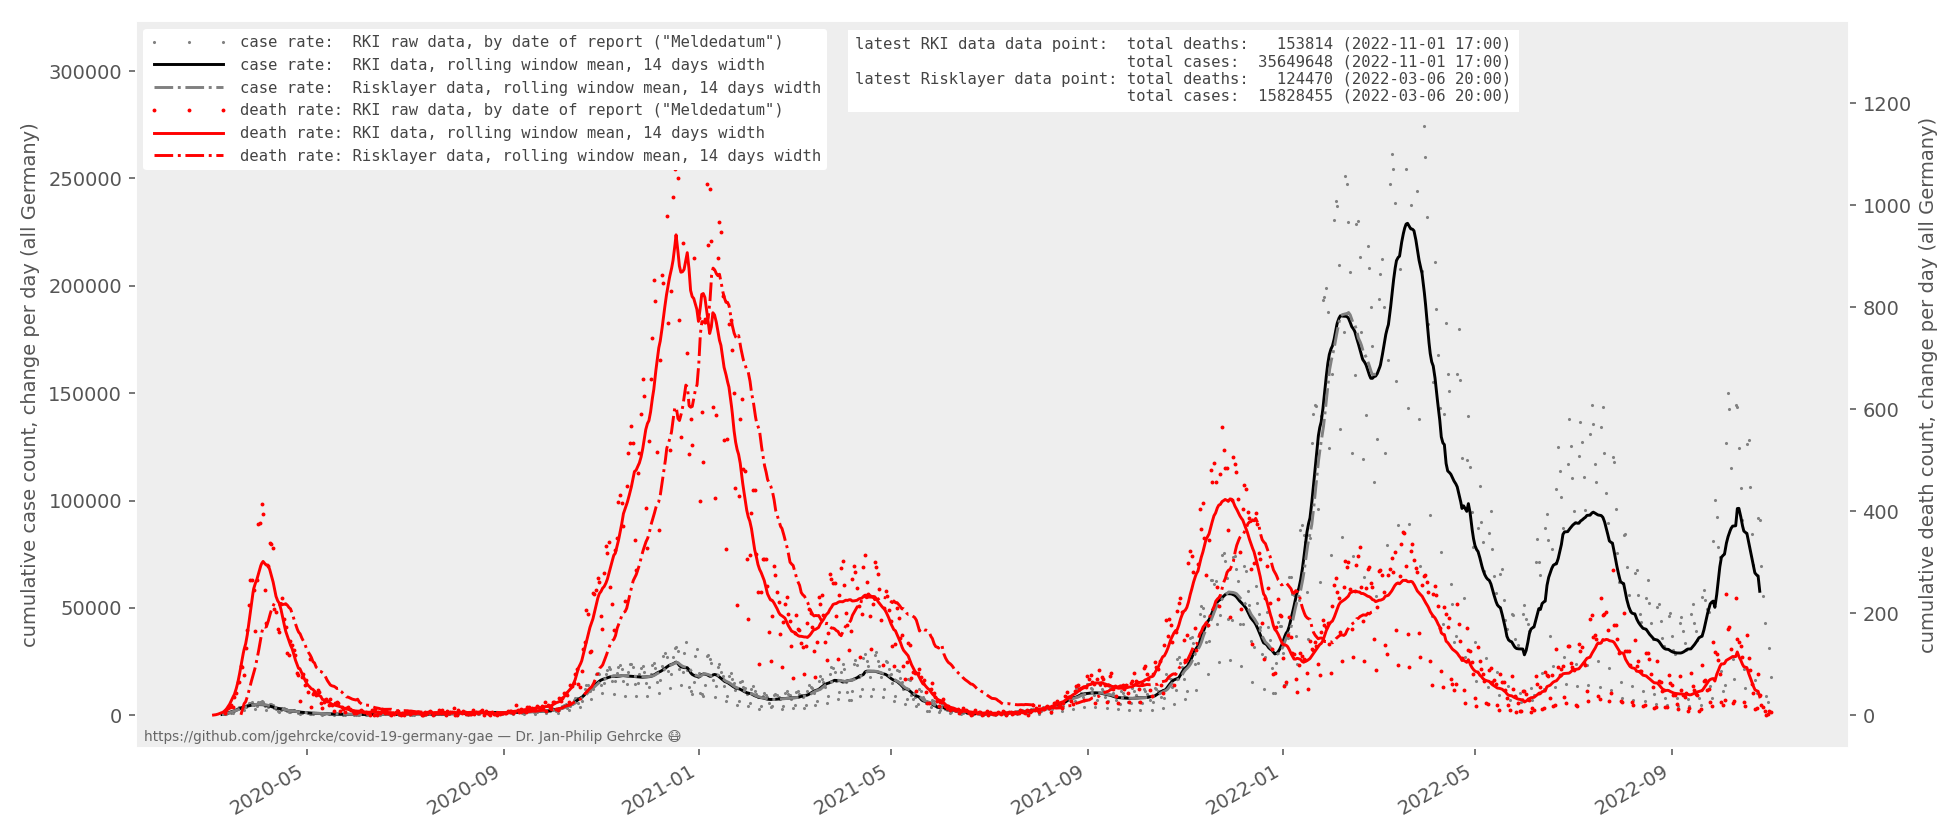 case rate:  RKI raw data, by date of report ("Meldedatum")
case rate:  RKI data, rolling window mean, 14 days width
case rate:  Risklayer data, rolling window mean, 14 days width
death rate: RKI raw data, by date of report ("Meldedatum")
death rate: RKI data, rolling window mean, 14 days width
death rate: Risklayer data, rolling window mean, 14 days width
latest RKI data data point:  total deaths:   153814 (2022-11-01 17:00)
total cases:  35649648 (2022-11-01 17:00)
latest Risklayer data point: total deaths:   124470 (2022-03-06 20:00)
total cases:  15828455 (2022-03-06 20:00)
cumulative case count, change per day (all Germany)
300000
250000
200000
150000
100000
50000
0
cumulative death count, change per day (all Germany)
1200
1000
800
600
400
200
0
https://github.com/jgehrcke/covid-19-germany-gae — Dr. Jan-Philip Gehrcke 😷
2020-05
2020-09
2021-01
2021-05
2021-09
2022-01
2022-05
2022-09